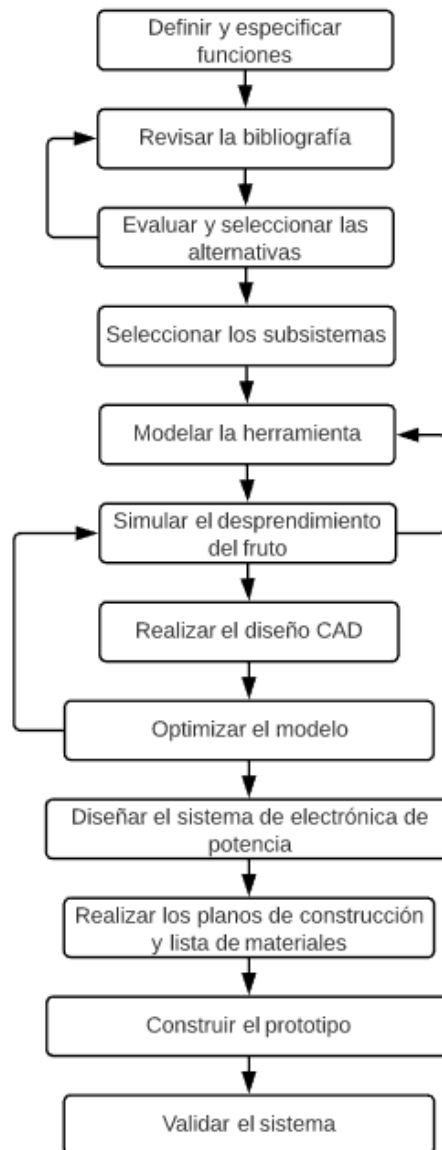 Definir y especificar
funciones
Revisar la bibliografía
Evaluar y seleccionar las
alternativas
Seleccionar los subsistemas
Modelar la herramienta
Simular el desprendimiento
del fruto
Realizar el diseño CAD
Optimizar el modelo
Diseñar el sistema de electrónica de
potencia
Realizar los planos de construcción
y lista de materiales
Construir el prototipo
Validar el sistema